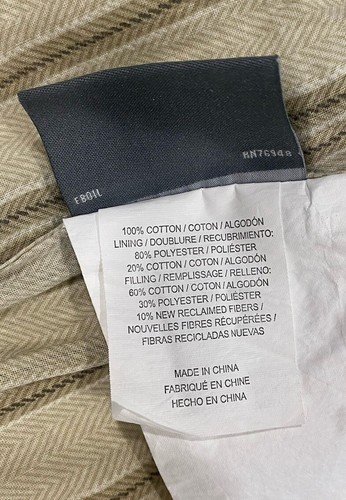 RN76948
F801L
100% COTTON / COTON / ALGODÓN
LINING / DOUBLURE / RECUBRIMIENTO:
80% POLYESTER / POLIÉSTER
20% COTTON / COTON / ALGODÓN
FILLING / REMPLISSAGE / RELLENO:
60% COTTON / COTON / ALGODÓN
30% POLYESTER / POLIÉSTER
10% NEW RECLAIMED FIBERS /
NOUVELLES FIBRES RÉCUPÉRÉES /
FIBRAS RECICLADAS NUEVAS
MADE IN CHINA
FABRIQUÉ EN CHINE
HECHO EN CHINA